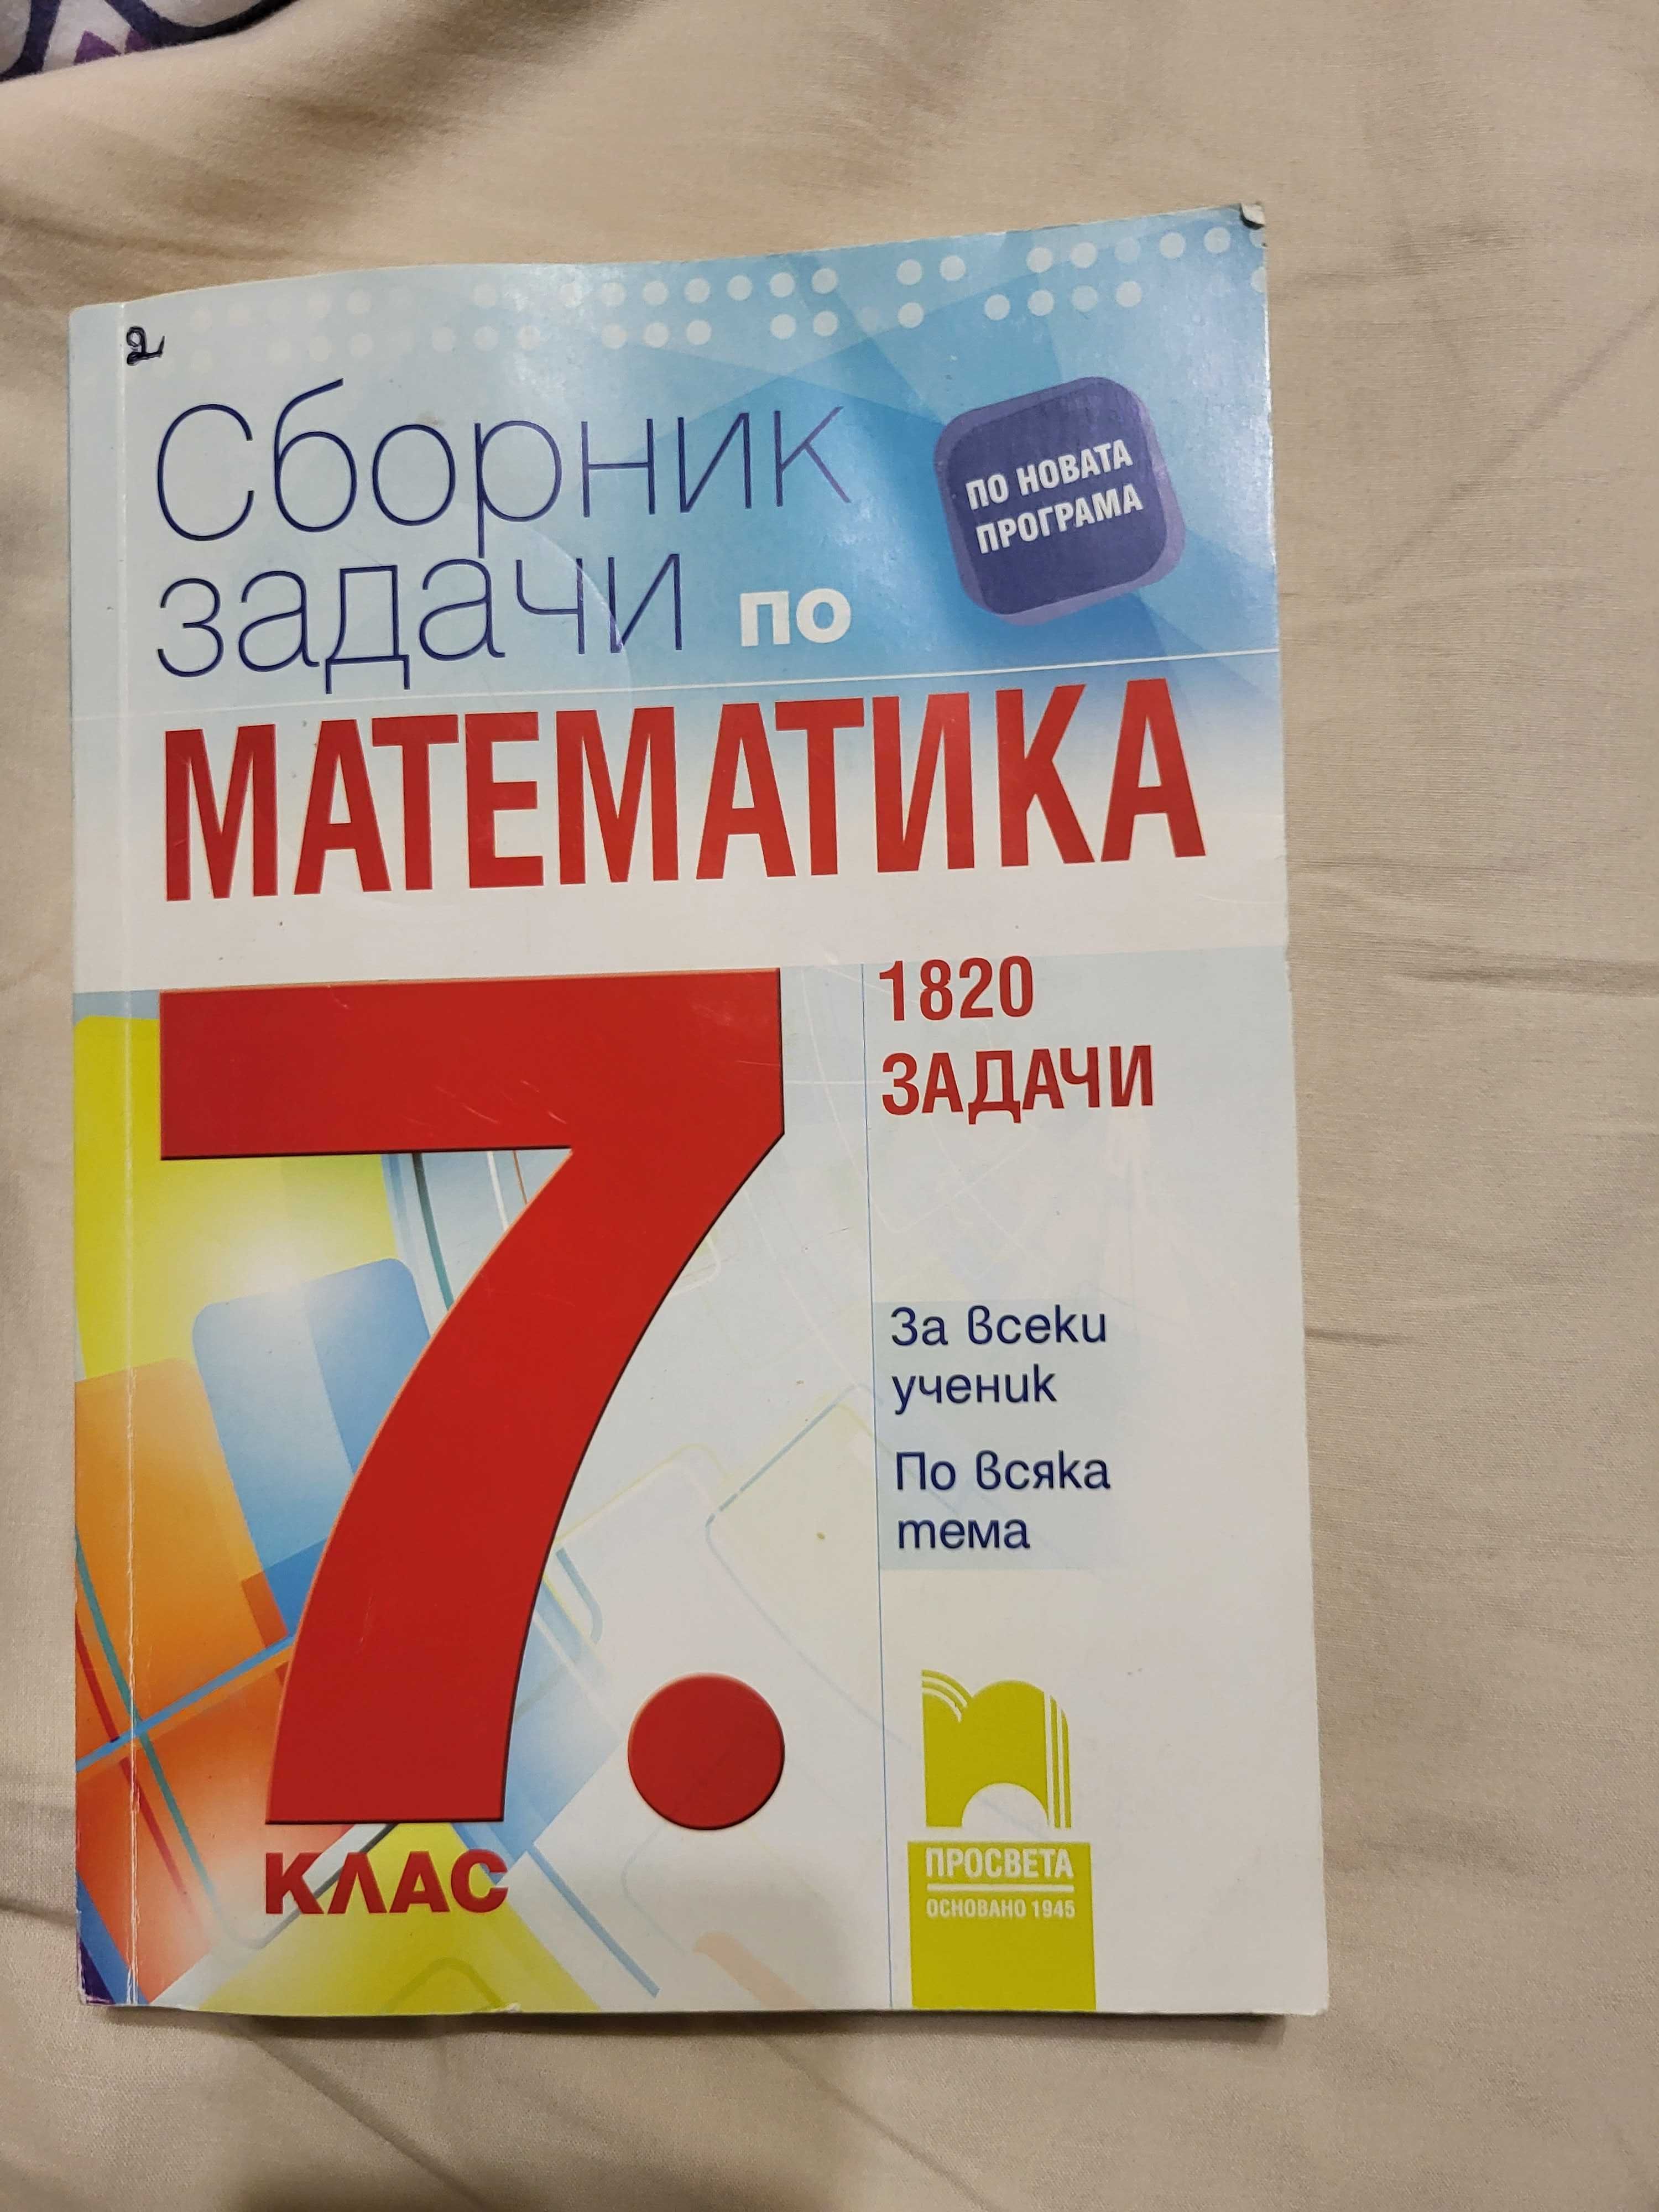 2
Сборник
задачи по
ПО НОВАТА
ПРОГРАМА
МАТЕМАТИКА
7.
КЛАС
1820
ЗАДАЧИ
За всеки
ученик
По всяка
тема
ПРОСВЕТА
ОСНОВАНО 1945